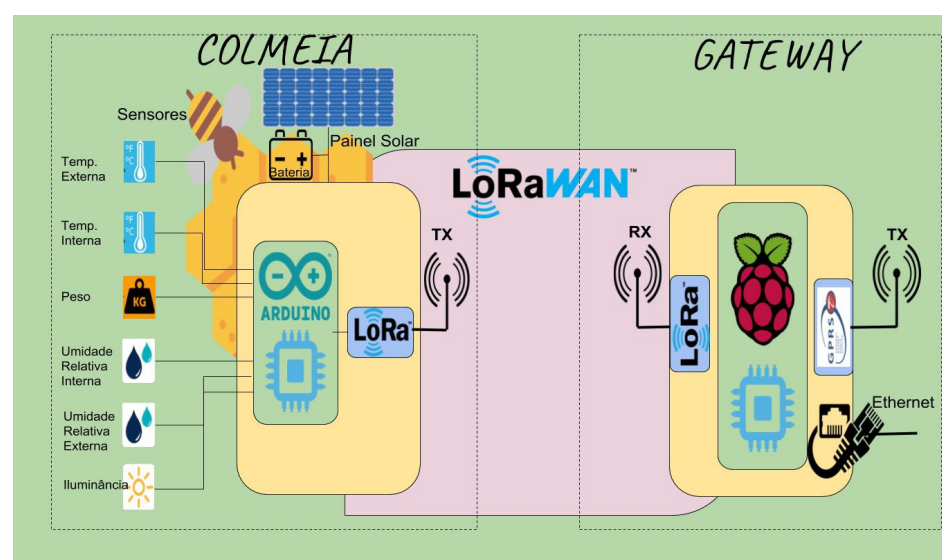 COLMEIA
GATEWAY
Sensores
Painel Solar
- +
Bateria
Temp.
Externa
°F
°C
Temp.
Interna
°F
°C
Peso
KG
Umidade
Relativa
Interna
Umidade
Relativa
Externa
Iluminância
ARDUINO
LoRa
TX
LoRaWAN™
RX
LoRa
GPRS
TX
Ethernet